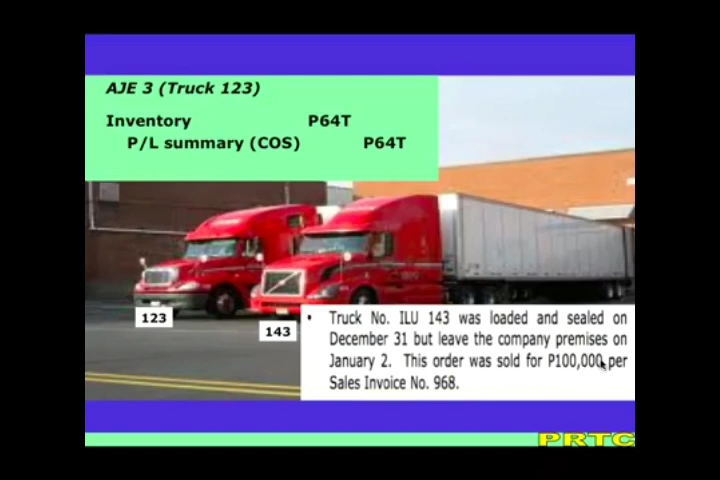 AJE 3 (Truck 123)
Inventory P64T
P/L summary (COS) P64T
123
143
• Truck No. ILU 143 was loaded and sealed on
December 31 but leave the company premises on
January 2. This order was sold for P100,000 per
Sales Invoice No. 968.
PRTC